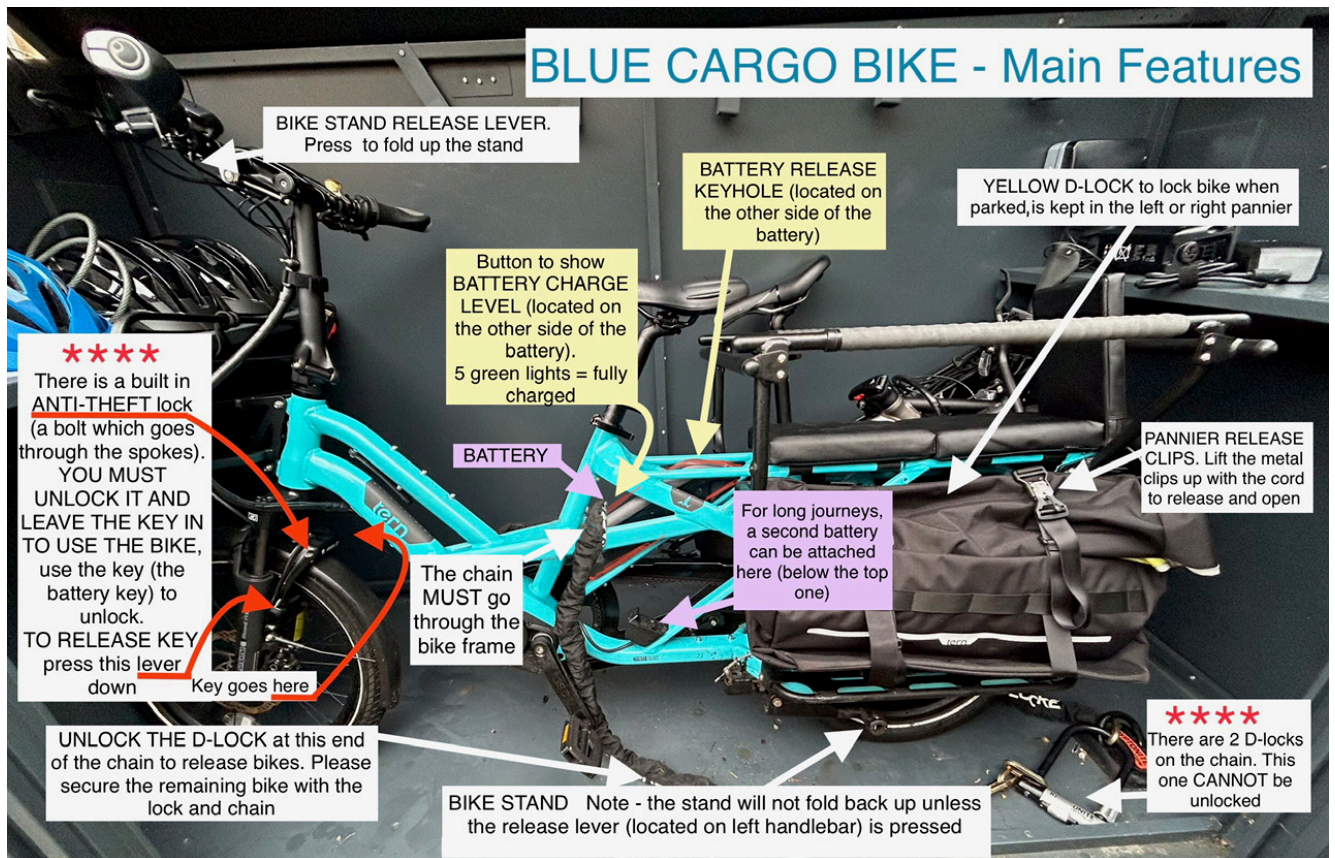 BLUE CARGO BIKE - Main Features
BIKE STAND RELEASE LEVER.
Press to fold up the stand
BATTERY RELEASE
KEYHOLE (located on
the other side of the
battery)
YELLOW D-LOCK to lock bike when
parked,is kept in the left or right pannier
Button to show
BATTERY CHARGE
LEVEL (located on
the other side of the
battery).
5 green lights = fully
charged
****
There is a built in
ANTI-THEFT lock
(a bolt which goes
through the spokes).
YOU MUST
UNLOCK IT AND
LEAVE THE KEY IN
TO USE THE BIKE,
use the key (the
battery key) to
unlock.
TO RELEASE KEY
press this lever
down
Key goes here
BATTERY
PANNIER RELEASE
CLIPS. Lift the metal
clips up with the cord
to release and open
tern
For long journeys,
a second battery
can be attached
here (below the top
one)
The chain
MUST go
through the
bike frame
tern
UNLOCK THE D-LOCK at this end
of the chain to release bikes. Please
secure the remaining bike with the
lock and chain
BIKE STAND Note - the stand will not fold back up unless
the release lever (located on left handlebar) is pressed
****
There are 2 D-locks
on the chain. This
one CANNOT be
unlocked